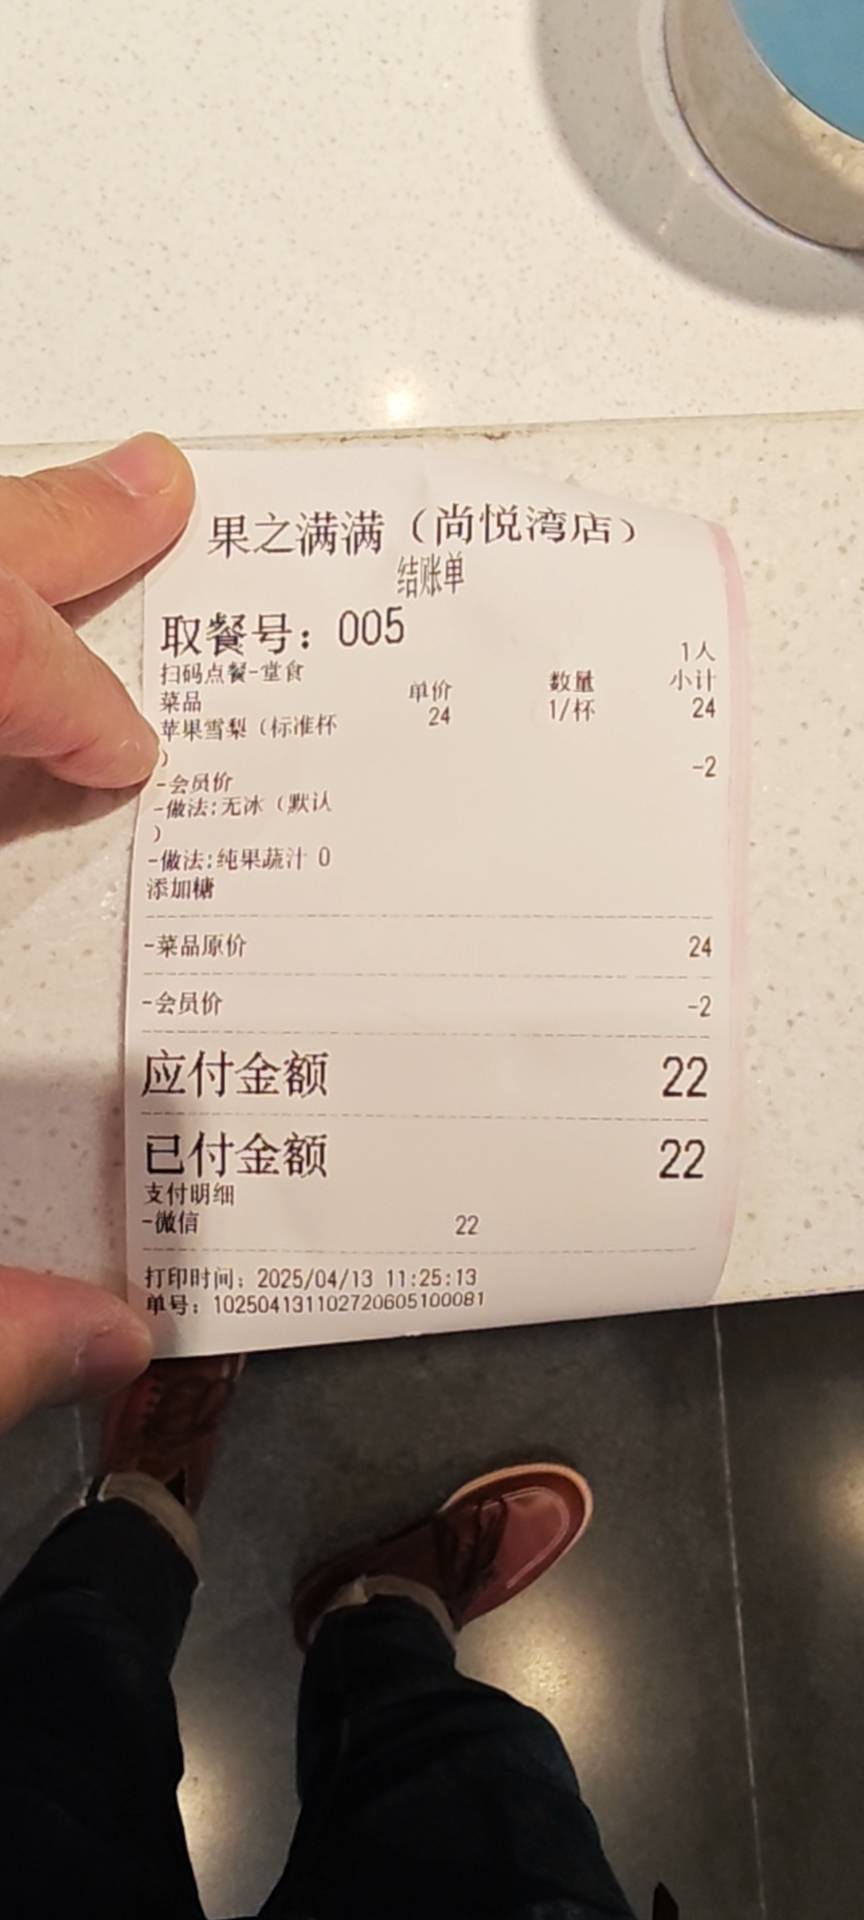 果之满满（尚悦湾店）
结账单
取餐号：005
1人
扫码点餐-堂食
菜品 单价 数量 小计
苹果雪梨（标准杯 24 1/杯 24
）
-会员价 -2
-做法:无冰（默认
）
-做法:纯果蔬汁 0
添加糖
-菜品原价 24
-会员价 -2
应付金额 22
已付金额 22
支付明细
-微信 22
打印时间：2025/04/13 11:25:13
单号：102504131102720605100081